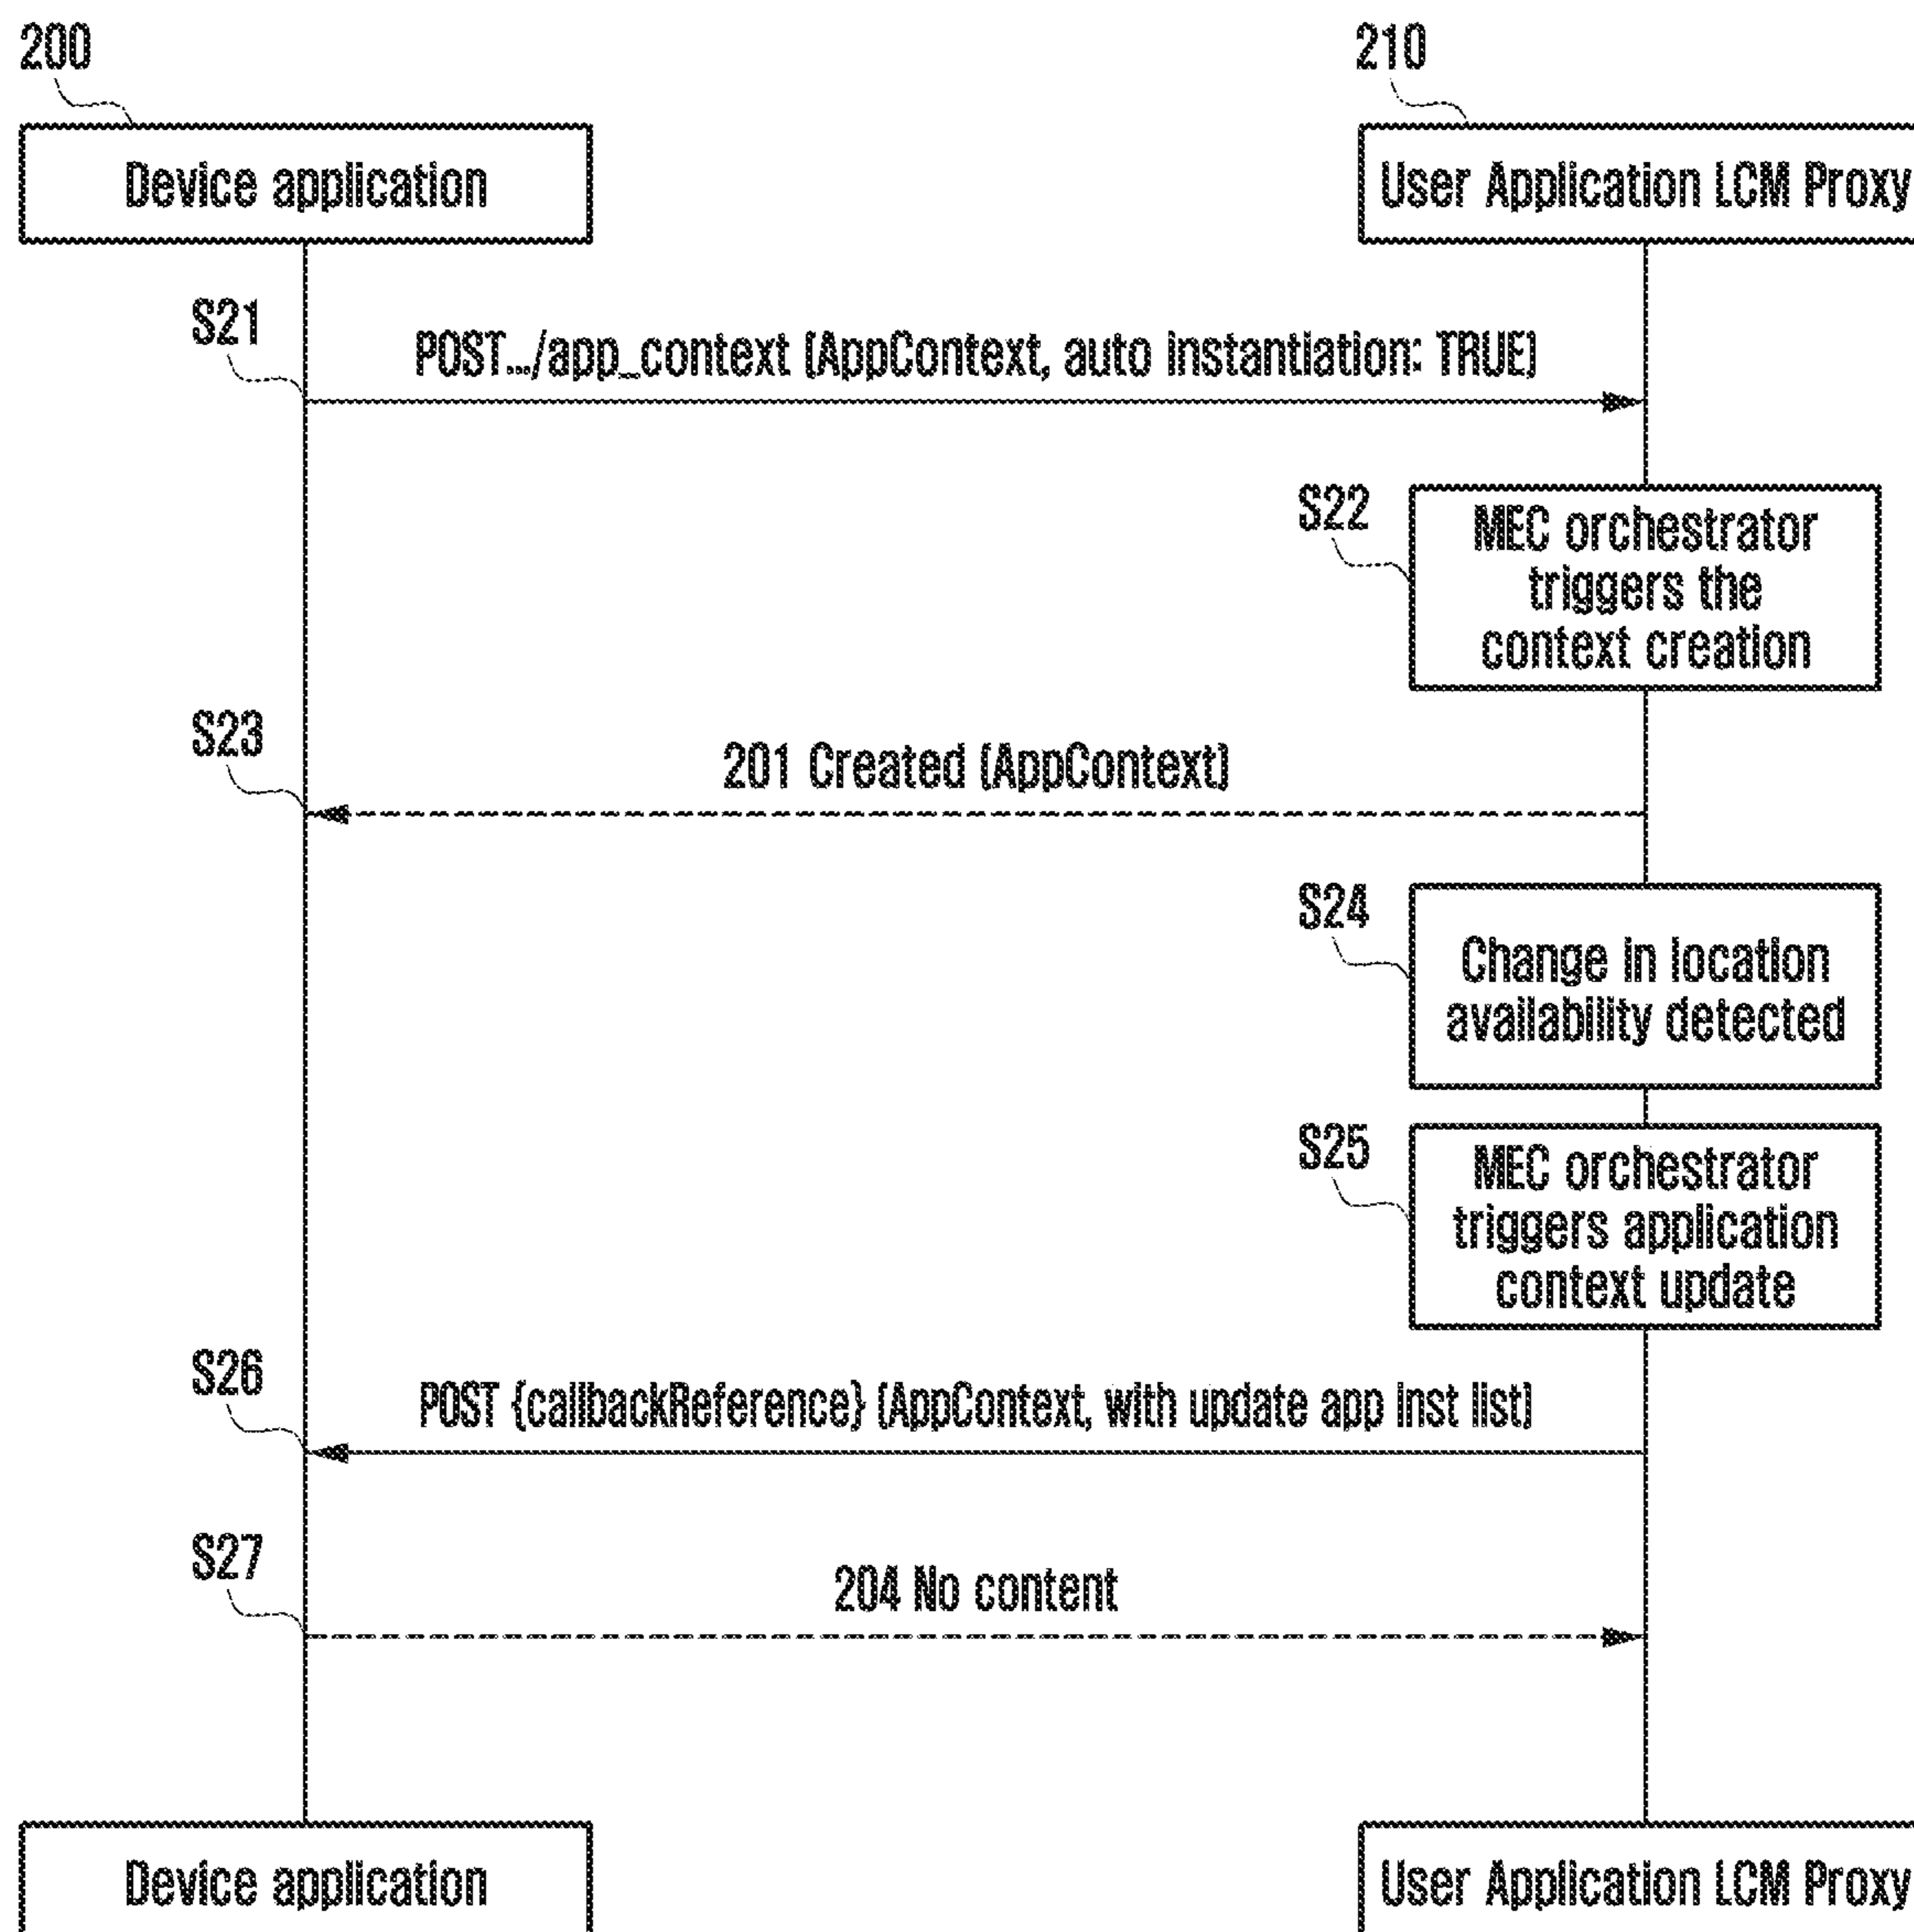 200
210
Device application
User Application LCM Proxy
S21
POST.../app_context (AppContext, auto instantiation: TRUE)
S22
MEC orchestrator
triggers the
context creation
S23
201 Created (AppContext)
S24
Change in location
availability detected
S25
MEC orchestrator
triggers application
context update
S26
POST {callbackReference} (AppContext, with update app inst list)
S27
204 No content
Device application
User Application LCM Proxy